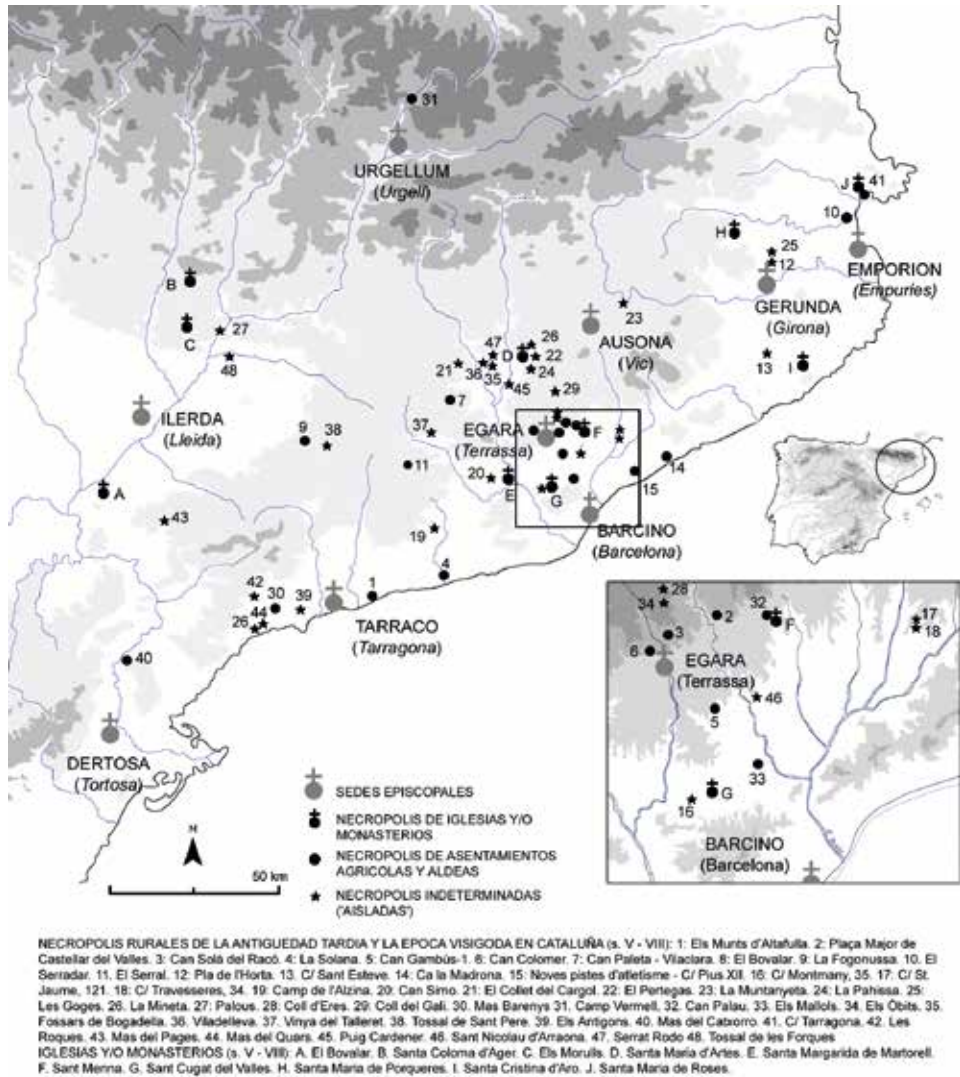 31
URGELLUM
(Urgell)
J
41
10
H
25
12
EMPORION
(Empuries)
B
GERUNDA
(Girona)
23
C
27
AUSONA
(Vic)
47
26
D
22
13
I
48
21
36
35
24
45
29
7
ILERDA
(Lleida)
9
38
37
EGARA
(Terrassa)
F
11
14
20
E
G
15
A
43
19
BARCINO
(Barcelona)
4
42
30
39
1
44
26
TARRACO
(Tarragona)
40
DERTOSA
(Tortosa)
28
34
2
32
F
17
18
3
6
EGARA
(Terrassa)
46
5
33
16
G
BARCINO
(Barcelona)
SEDES EPISCOPALES
NECROPOLIS DE IGLESIAS Y/O
MONASTERIOS
N
NECROPOLIS DE ASENTAMIENTOS
AGRICOLAS Y ALDEAS
50 km
NECROPOLIS INDETERMINADAS
("AISLADAS")
NECROPOLIS RURALES DE LA ANTIGUEDAD TARDIA Y LA EPOCA VISIGODA EN CATALUÑA (s. V - VIII): 1: Els Munts d'Altafulla. 2: Plaça Major de
Castellar del Valles. 3: Can Solà del Racó. 4: La Solana. 5: Can Gambús-1. 6: Can Colomer. 7: Can Paleta - Vilaclara. 8: El Bovalar. 9: La Fogonussa. 10. El
Serradar. 11. El Serral. 12: Pla de l'Horta. 13. C/ Sant Esteve. 14: Ca la Madrona. 15: Noves pistes d'atletisme - C/ Pius XII. 16: C/ Montmany, 35. 17: C/ St.
Jaume, 121. 18: C/ Travesseres, 34. 19: Camp de l'Alzina. 20: Can Simo. 21: El Collet del Cargol. 22: El Pertegas. 23: La Muntanyeta. 24: La Pahissa. 25:
Les Goges. 26. La Mineta. 27: Palous. 28: Coll d'Eres. 29: Coll del Gali. 30: Mas Barenys 31. Camp Vermell, 32. Can Palau. 33. Els Mallols. 34. Els Òbits. 35.
Fossars de Bogadella. 36. Viladelleva. 37. Vinya del Talleret. 38. Tossal de Sant Pere. 39. Els Antigons. 40. Mas del Catxorro. 41. C/ Tarragona. 42. Les
Roques. 43. Mas del Pages. 44. Mas del Quars. 45. Puig Cardener. 46. Sant Nicolau d'Arraona. 47. Serrat Rodo 48. Tossal de les Forques
IGLESIAS Y/O MONASTERIOS (s. V - VIII): A. El Bovalar. B. Santa Coloma d'Ager. C. Els Morulls. D. Santa Maria d'Artes. E. Santa Margarida de Martorell.
F. Sant Menna. G. Sant Cugat del Valles. H. Santa Maria de Porqueres. I. Santa Cristina d'Aro. J. Santa Maria de Roses.